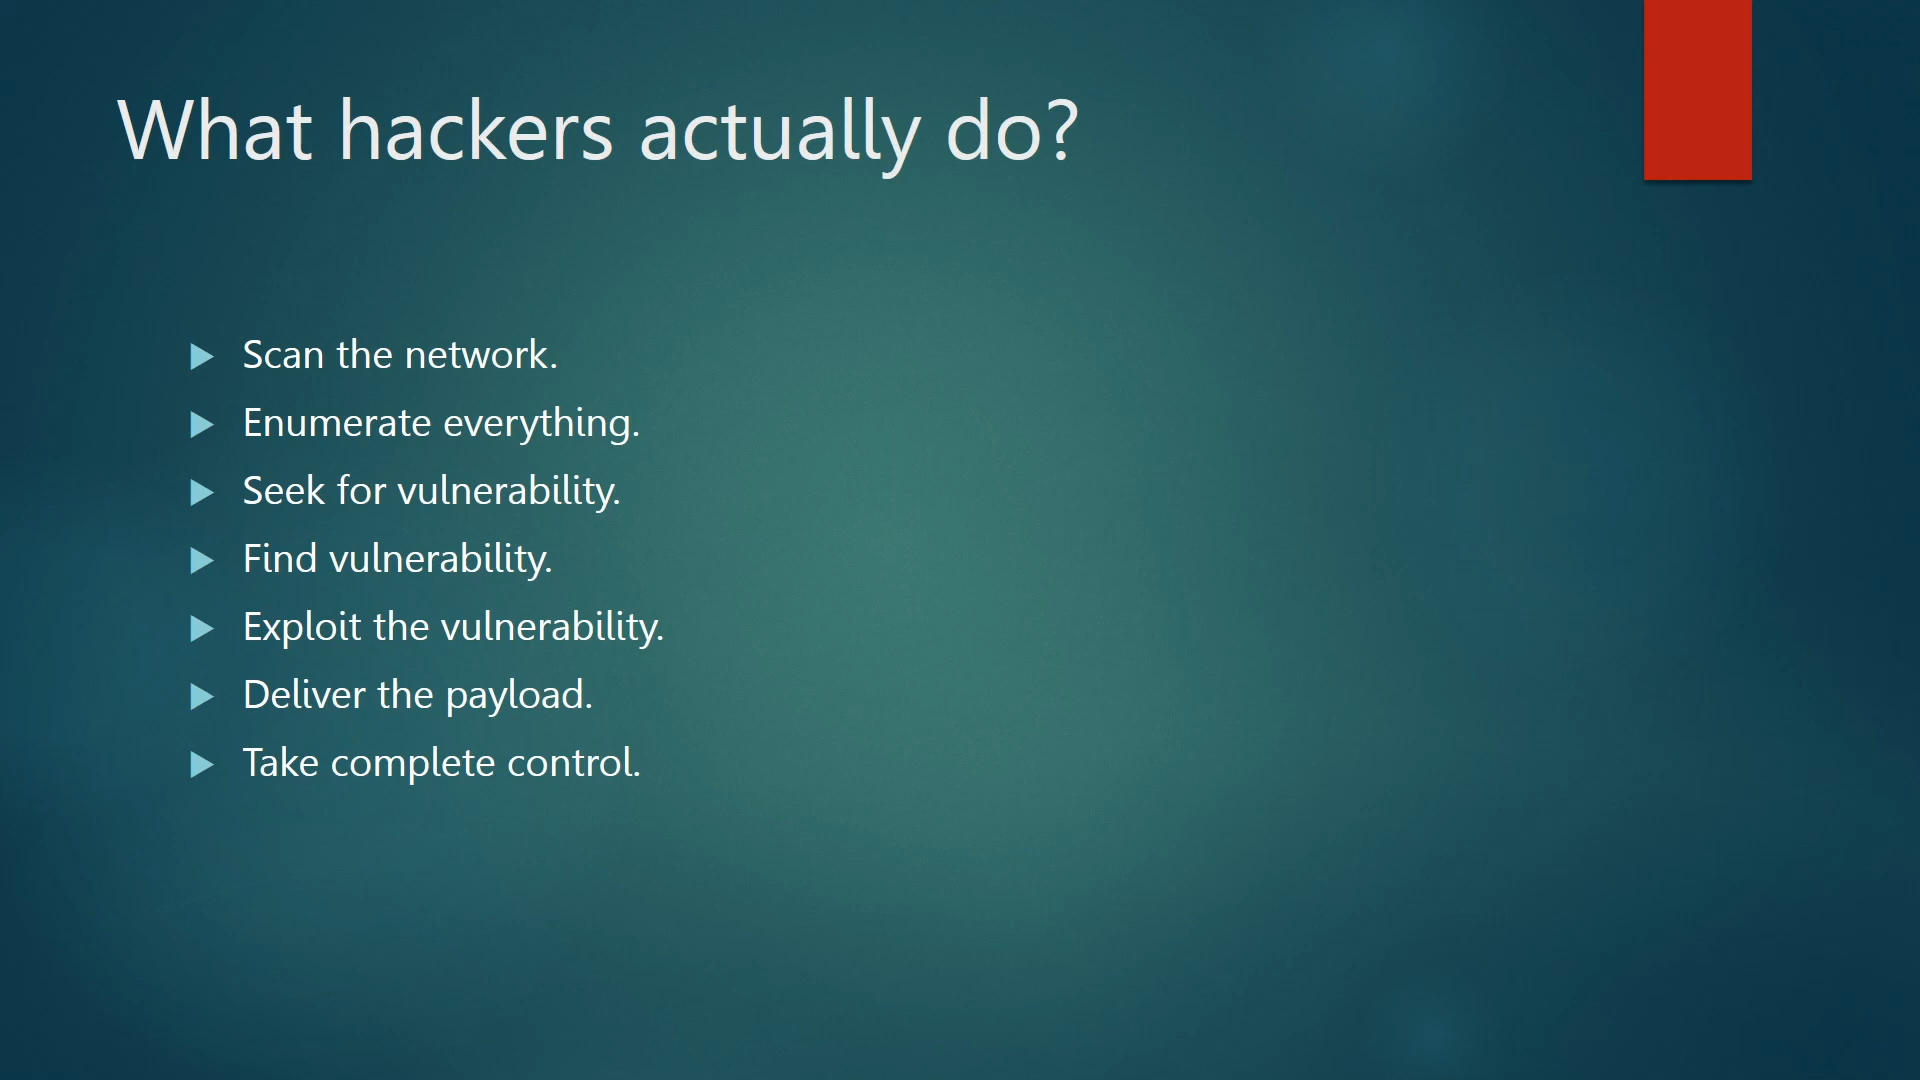 What hackers actually do?
Scan the network.
Enumerate everything.
Seek for vulnerability.
Find vulnerability.
Exploit the vulnerability.
Deliver the payload.
Take complete control.